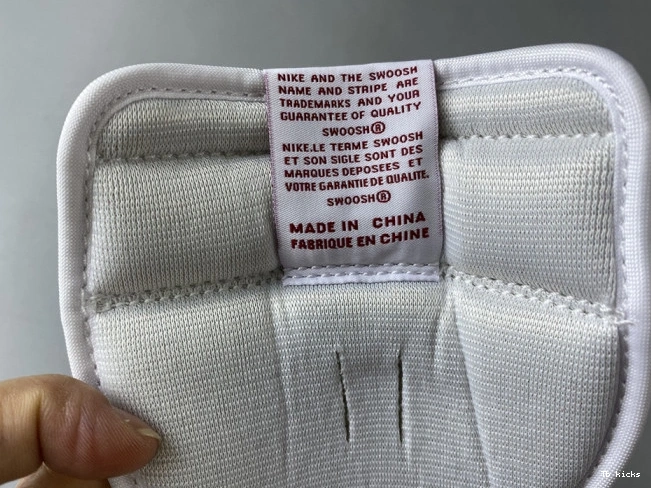 NIKE AND THE SWOOSH
NAME AND STRIPE ARE
TRADEMARKS AND YOUR
GUARANTEE OF QUALITY
SWOOSH®
NIKE.LE TERME SWOOSH
ET SON SIGLE SONT DES
MARQUES DEPOSEES ET
VOTRE GARANTIE DE QUALITE.
SWOOSH®
MADE IN CHINA
FABRIQUE EN CHINE